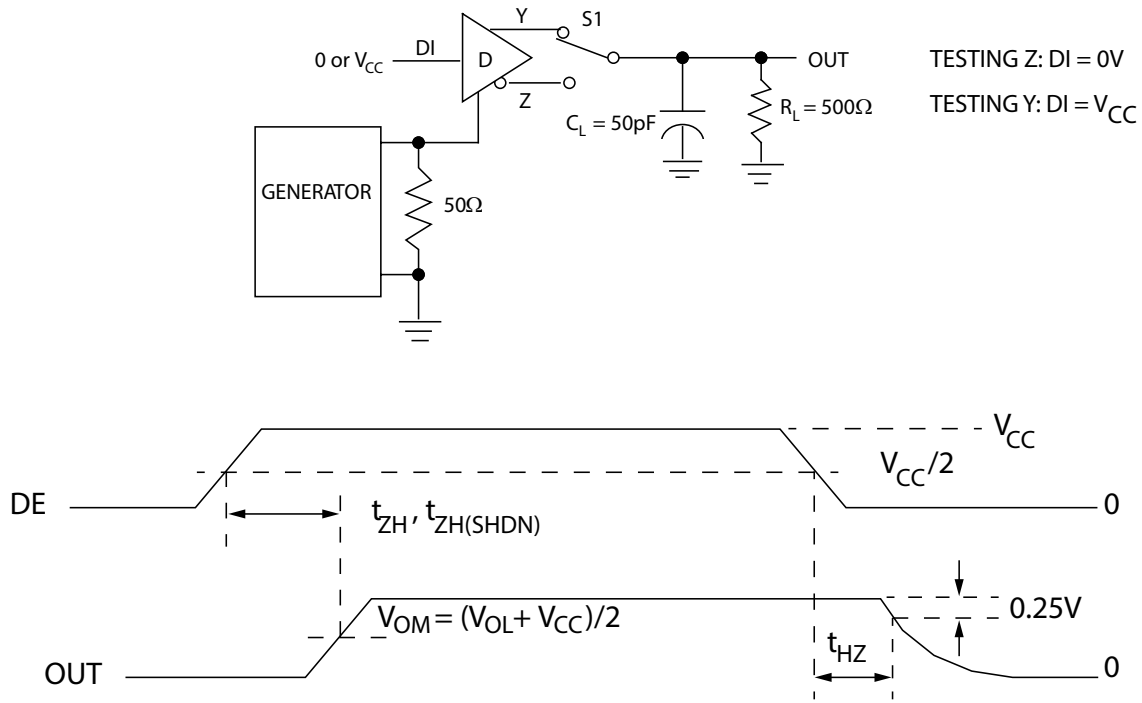 Y
S1
0 or VCC
DI
D
OUT
TESTING Z: DI = 0V
Z
CL = 50pF
RL = 500Ω
TESTING Y: DI = VCC
GENERATOR
50Ω
VCC
VCC/2
DE
tZH, tZH(SHDN)
0
VOM = (VOL+ VCC)/2
0.25V
tHZ
OUT
0